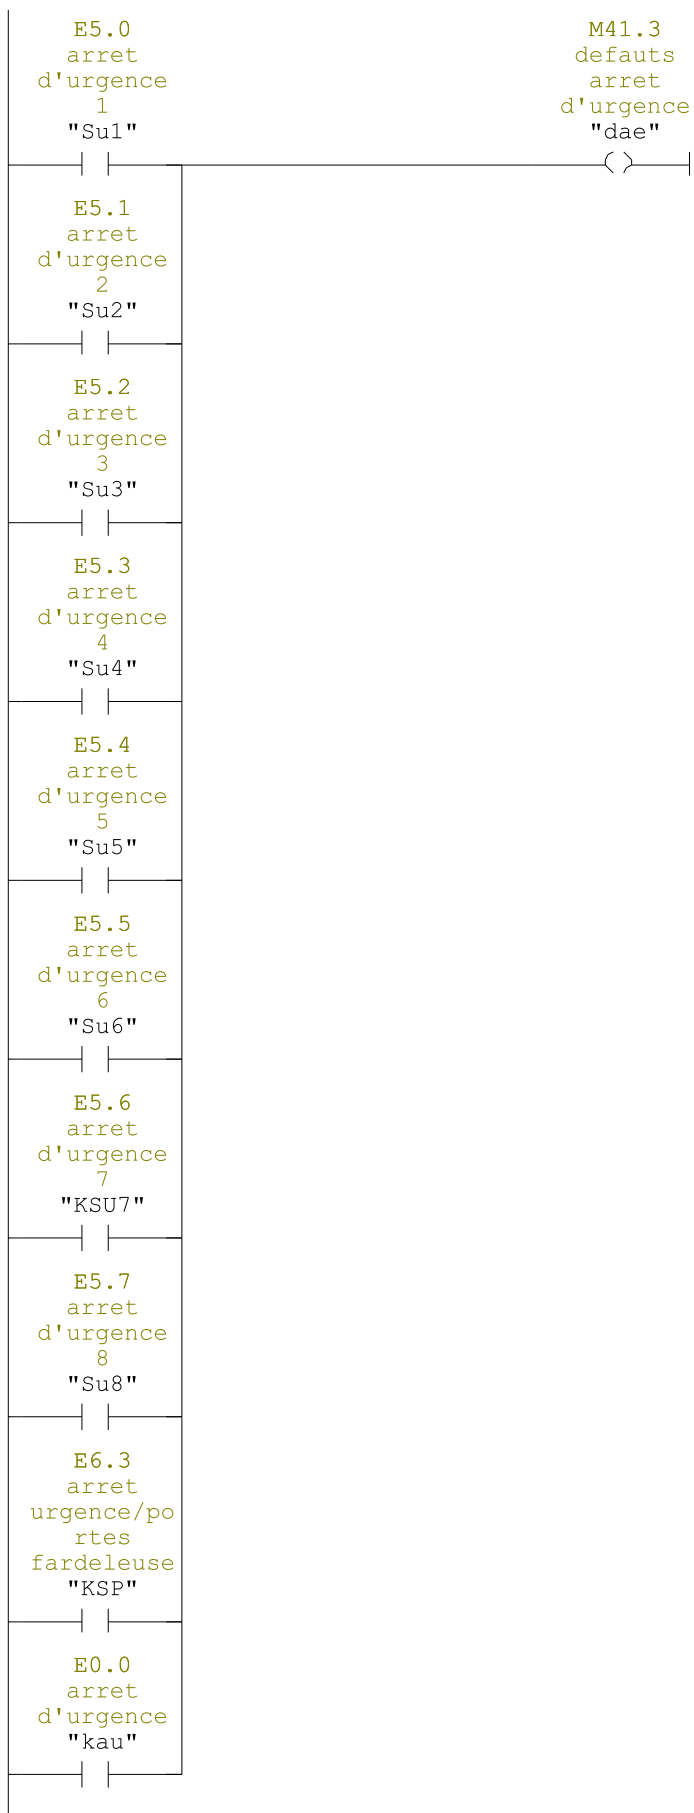 E5.0
arret
d'urgence
1
"Su1"
M41.3
defauts
arret
d'urgence
"dae"
E5.1
arret
d'urgence
2
"Su2"
E5.2
arret
d'urgence
3
"Su3"
E5.3
arret
d'urgence
4
"Su4"
E5.4
arret
d'urgence
5
"Su5"
E5.5
arret
d'urgence
6
"Su6"
E5.6
arret
d'urgence
7
"KSU7"
E5.7
arret
d'urgence
8
"Su8"
E6.3
arret
urgence/po
rtes
fardeleuse
"KSP"
E0.0
arret
d'urgence
"kau"